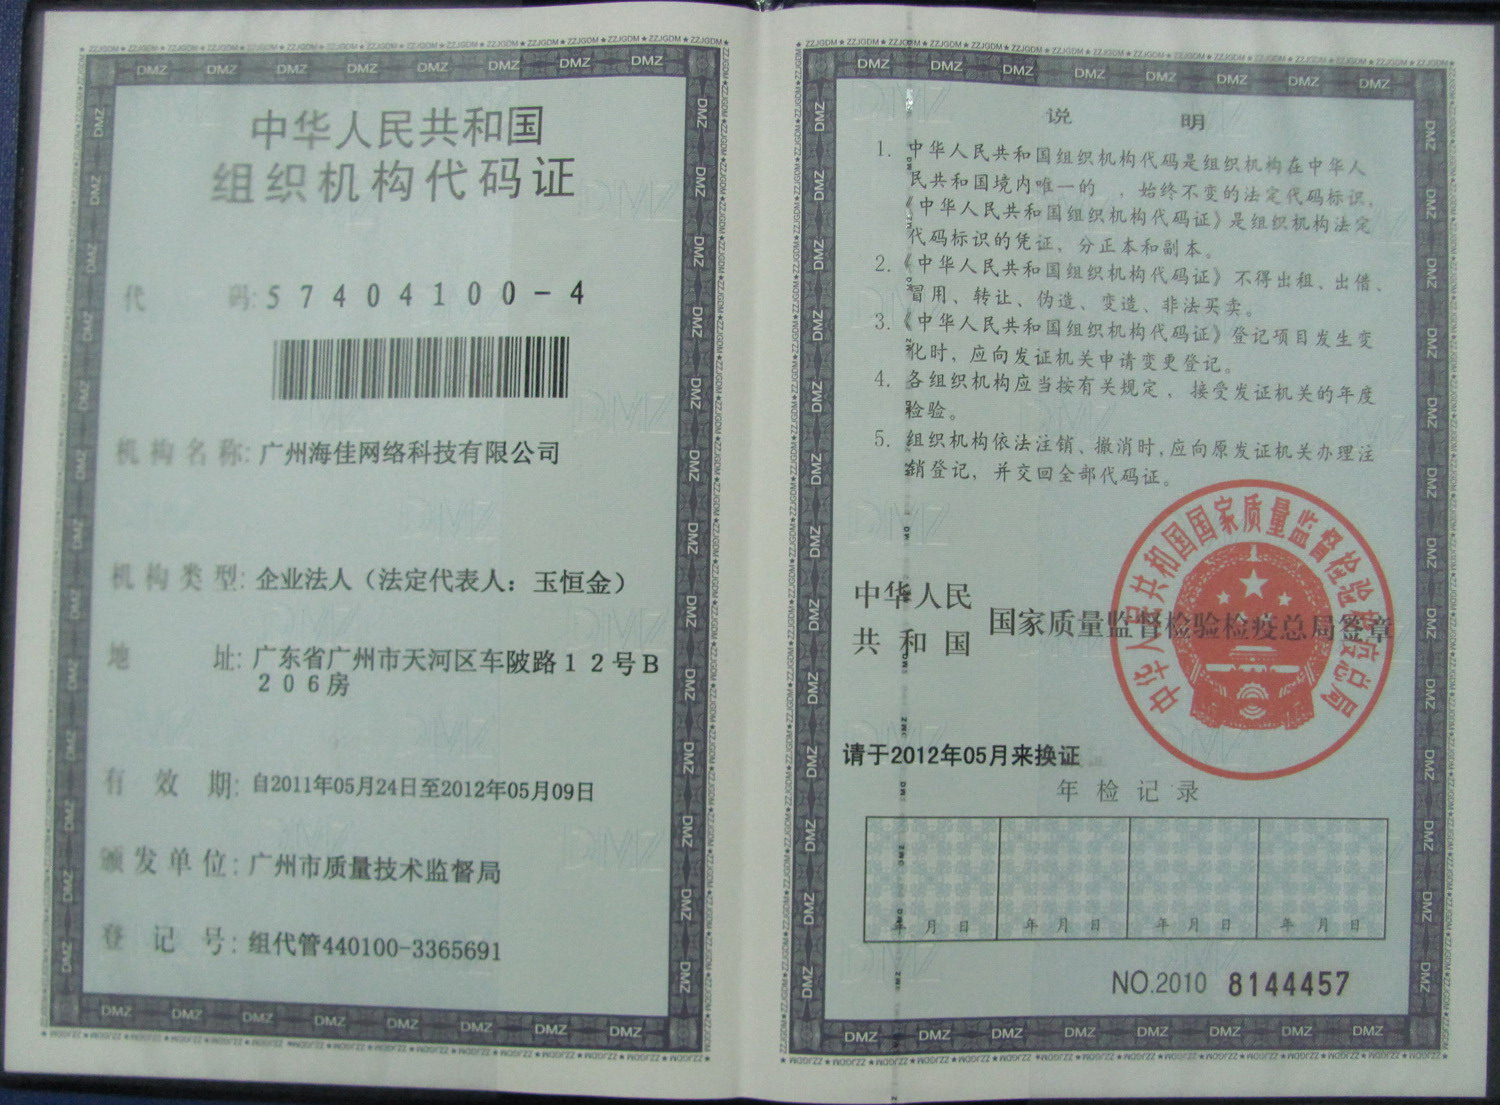 中华人民共和国
组织机构代码证
代 码: 57404100-4
机构名称: 广州海佳网络科技有限公司
机构类型: 企业法人（法定代表人：玉恒金）
地 址: 广东省广州市天河区车陂路１２号Ｂ
２０６房
有 效 期: 自2011年05月24日至2012年05月09日
颁发单位: 广州市质量技术监督局
登 记 号: 组代管440100-3365691
说 明
1. 中华人民共和国组织机构代码是组织机构在中华人
民共和国境内唯一的 ，始终不变的法定代码标识，
《中华人民共和国组织机构代码证》是组织机构法定
代码标识的凭证，分正本和副本。
2. 《中华人民共和国组织机构代码证》不得出租、出借、
冒用、转让、伪造、变造、非法买卖。
3. 《中华人民共和国组织机构代码证》登记项目发生变
化时，应向发证机关申请变更登记。
4. 各组织机构应当按有关规定，接受发证机关的年度
检验。
5. 组织机构依法注销、撤消时，应向原发证机关办理注
销登记，并交回全部代码证。
中华人民
共和国
国家质量监督检验检疫总局签章
中华人民共和国国家质量监督检验检疫总局
请于2012年05月来换证
年检记录
年 月 日 年 月 日 年 月 日 年 月 日
NO.2010 8144457